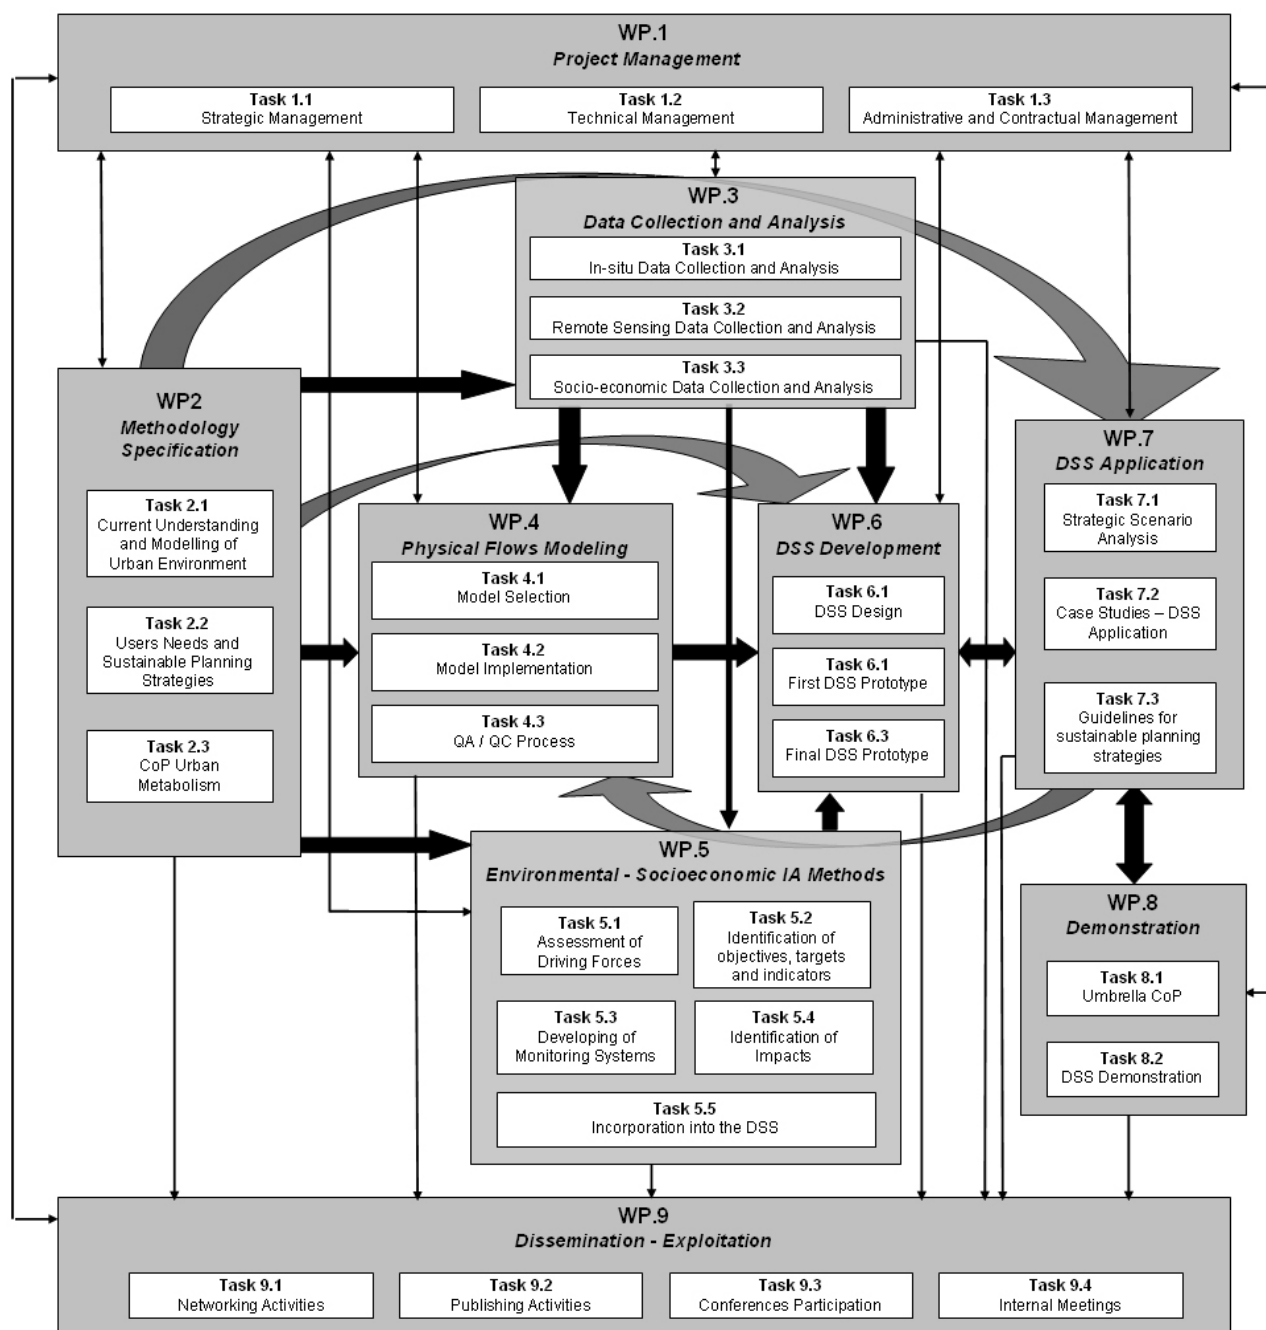 WP.1
Project Management
Task 1.1
Strategic Management
Task 1.2
Technical Management
Task 1.3
Administrative and Contractual Management
WP.3
Data Collection and Analysis
Task 3.1
In-situ Data Collection and Analysis
Task 3.2
Remote Sensing Data Collection and Analysis
Task 3.3
Socio-economic Data Collection and Analysis
WP2
Methodology
Specification
Task 2.1
Current Understanding
and Modelling of
Urban Environment
Task 2.2
Users Needs and
Sustainable Planning
Strategies
Task 2.3
CoP Urban
Metabolism
WP.4
Physical Flows Modeling
Task 4.1
Model Selection
Task 4.2
Model Implementation
Task 4.3
QA / QC Process
WP.6
DSS Development
Task 6.1
DSS Design
Task 6.1
First DSS Prototype
Task 6.3
Final DSS Prototype
WP.7
DSS Application
Task 7.1
Strategic Scenario
Analysis
Task 7.2
Case Studies – DSS
Application
Task 7.3
Guidelines for
sustainable planning
strategies
WP.5
Environmental - Socioeconomic IA Methods
Task 5.1
Assessment of
Driving Forces
Task 5.2
Identification of
objectives, targets
and indicators
Task 5.3
Developing of
Monitoring Systems
Task 5.4
Identification of
Impacts
Task 5.5
Incorporation into the DSS
WP.8
Demonstration
Task 8.1
Umbrella CoP
Task 8.2
DSS Demonstration
WP.9
Dissemination - Exploitation
Task 9.1
Networking Activities
Task 9.2
Publishing Activities
Task 9.3
Conferences Participation
Task 9.4
Internal Meetings